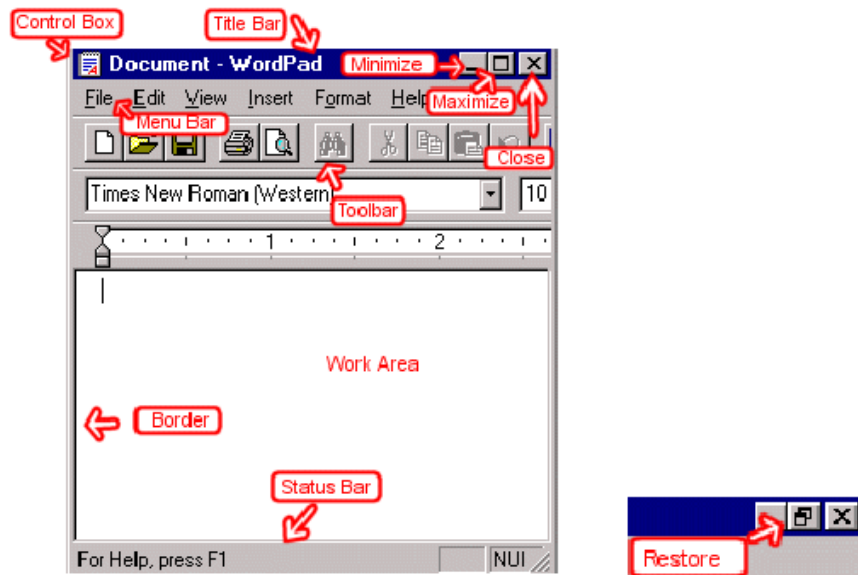 Control Box
Title Bar
Document - WordPad
Minimize
File Edit View Insert Format Help
Maximize
Menu Bar
Close
Times New Roman (Western)
10
Toolbar
1 2
Work Area
Border
Status Bar
For Help, press F1
NUI
Restore